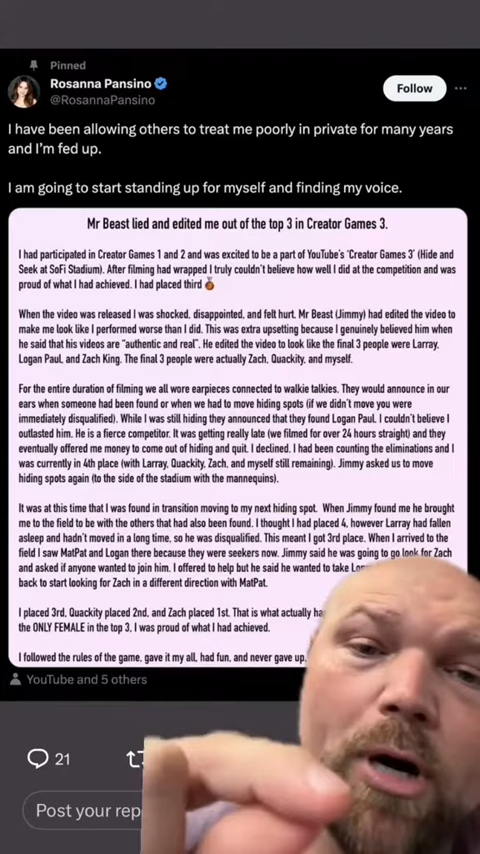 Pinned
Rosanna Pansino
@RosannaPansino
Follow
I have been allowing others to treat me poorly in private for many years
and I'm fed up.
I am going to start standing up for myself and finding my voice.
Mr Beast lied and edited me out of the top 3 in Creator Games 3.
I had participated in Creator Games 1 and 2 and was excited to be a part of YouTube's 'Creator Games 3' (Hide and
Seek at SoFi Stadium). After filming had wrapped I truly couldn't believe how well I did at the competition and was
proud of what I had achieved. I had placed third 🥉
When the video was released I was shocked, disappointed, and felt hurt. Mr Beast (Jimmy) had edited the video to
make me look like I performed worse than I did. This was extra upsetting because I genuinely believed him when
he said that his videos are "authentic and real". He edited the video to look like the final 3 people were Larray,
Logan Paul, and Zach King. The final 3 people were actually Zach, Quackity, and myself.
For the entire duration of filming we all wore earpieces connected to walkie talkies. They would announce in our
ears when someone had been found or when we had to move hiding spots (if we didn't move you were
immediately disqualified). While I was still hiding they announced that they found Logan Paul. I couldn't believe I
outlasted him. He is a fierce competitor. It was getting really late (we filmed for over 24 hours straight) and they
eventually offered me money to come out of hiding and quit. I declined. I had been counting the eliminations and I
was currently in 4th place (with Larray, Quackity, Zach, and myself still remaining). Jimmy asked us to move
hiding spots again (to the side of the stadium with the mannequins).
It was at this time that I was found in transition moving to my next hiding spot. When Jimmy found me he brought
me to the field to be with the others that had also been found. I thought I had placed 4, however Larray had fallen
asleep and hadn't moved in a long time, so he was disqualified. This meant I got 3rd place. When I arrived to the
field I saw MatPat and Logan there because they were seekers now. Jimmy said he was going to go look for Zach
and asked if anyone wanted to join him. I offered to help but he said he wanted to take
back to start looking for Zach in a different direction with MatPat.
I placed 3rd, Quackity placed 2nd, and Zach placed 1st. That is what actually
the ONLY FEMALE in the top 3, I was proud of what I had achieved.
I followed the rules of the game, gave it my all, had fun, and never gave up,
YouTube and 5 others
21
Post your